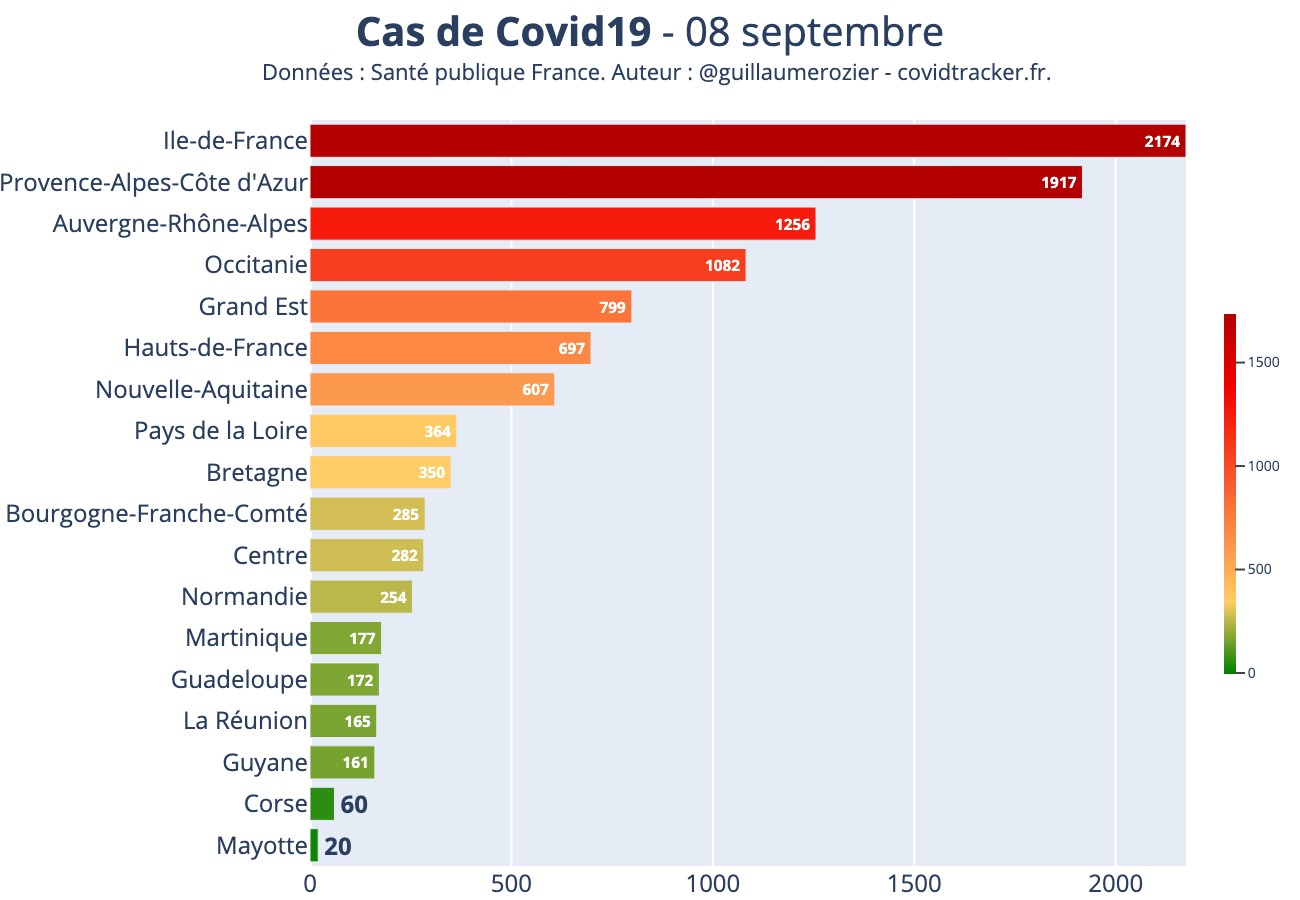 Cas de Covid19 - 08 septembre
Données : Santé publique France. Auteur : @guillaumerozier - covidtracker.fr.
Ile-de-France 2174
Provence-Alpes-Côte d'Azur 1917
Auvergne-Rhône-Alpes 1256
Occitanie 1082
Grand Est 799
Hauts-de-France 697
Nouvelle-Aquitaine 607
Pays de la Loire 364
Bretagne 350
Bourgogne-Franche-Comté 285
Centre 282
Normandie 254
Martinique 177
Guadeloupe 172
La Réunion 165
Guyane 161
Corse 60
Mayotte 20
0 500 1000 1500 2000
1500
1000
500
0